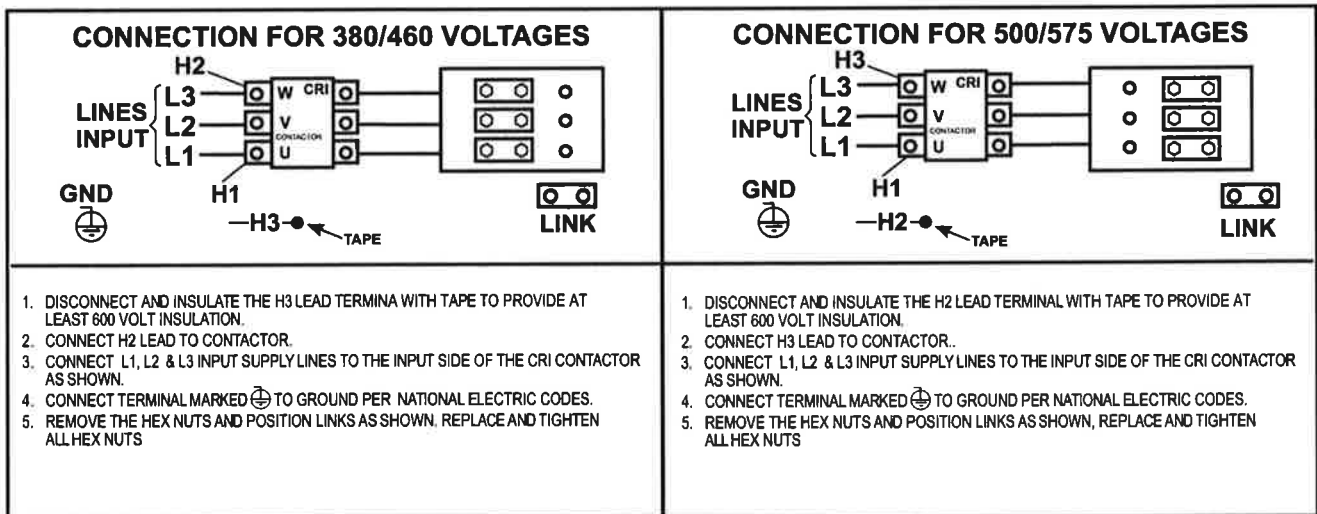 CONNECTION FOR 380/460 VOLTAGES
H2
LINES
INPUT
L3
L2
L1
W CRI
V
CONTACTOR
U
H1
GND
H3
TAPE
LINK
1. DISCONNECT AND INSULATE THE H3 LEAD TERMINA WITH TAPE TO PROVIDE AT
LEAST 600 VOLT INSULATION.
2. CONNECT H2 LEAD TO CONTACTOR.
3. CONNECT L1, L2 & L3 INPUT SUPPLY LINES TO THE INPUT SIDE OF THE CRI CONTACTOR
AS SHOWN.
4. CONNECT TERMINAL MARKED TO GROUND PER NATIONAL ELECTRIC CODES.
5. REMOVE THE HEX NUTS AND POSITION LINKS AS SHOWN, REPLACE AND TIGHTEN
ALL HEX NUTS
CONNECTION FOR 500/575 VOLTAGES
H3
LINES
INPUT
L3
L2
L1
W CRI
V
CONTACTOR
U
H1
GND
H2
TAPE
LINK
1. DISCONNECT AND INSULATE THE H2 LEAD TERMINAL WITH TAPE TO PROVIDE AT
LEAST 600 VOLT INSULATION.
2. CONNECT H3 LEAD TO CONTACTOR..
3. CONNECT L1, L2 & L3 INPUT SUPPLY LINES TO THE INPUT SIDE OF THE CRI CONTACTOR
AS SHOWN.
4. CONNECT TERMINAL MARKED TO GROUND PER NATIONAL ELECTRIC CODES.
5. REMOVE THE HEX NUTS AND POSITION LINKS AS SHOWN, REPLACE AND TIGHTEN
ALL HEX NUTS